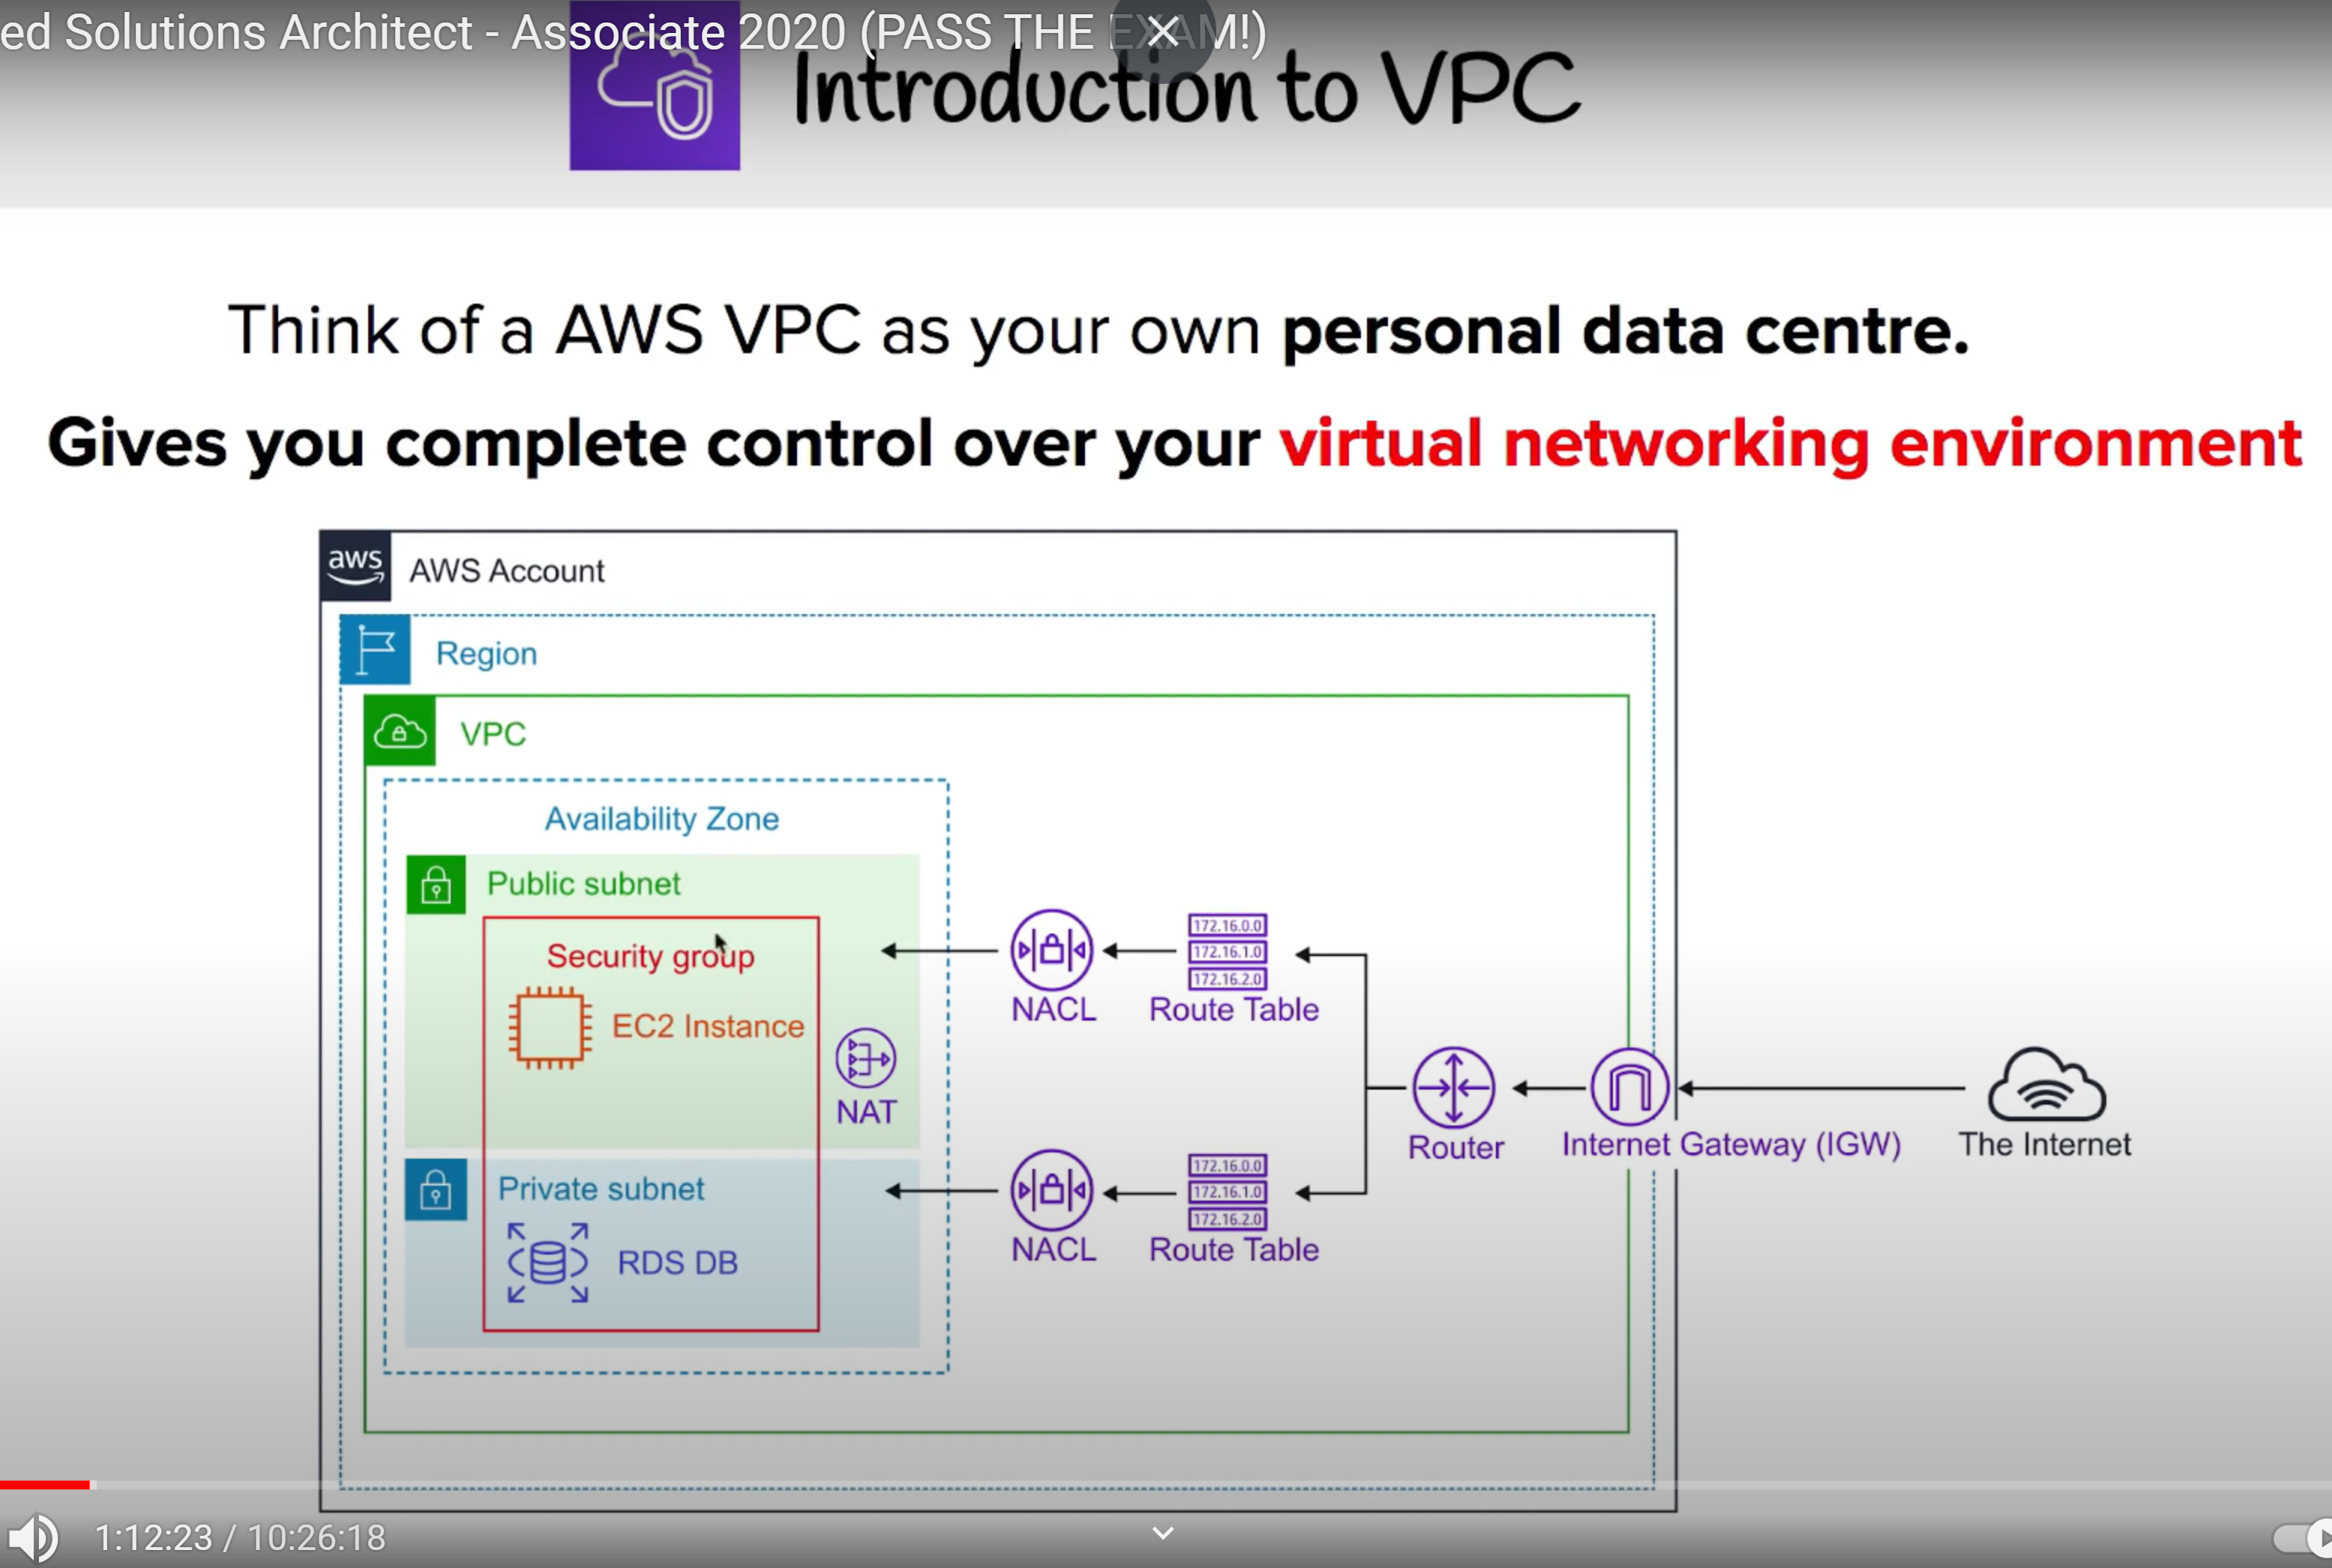 ed Solutions Architect - Associate 2020 (PASS THE EXAM!)
Introduction to VPC
Think of a AWS VPC as your own personal data centre.
Gives you complete control over your virtual networking environment
aws
AWS Account
Region
VPC
Availability Zone
Public subnet
Security group
EC2 Instance
NAT
Private subnet
RDS DB
NACL
172.16.0.0
172.16.1.0
172.16.2.0
Route Table
NACL
172.16.0.0
172.16.1.0
172.16.2.0
Route Table
Router
Internet Gateway (IGW)
The Internet
1:12:23 / 10:26:18